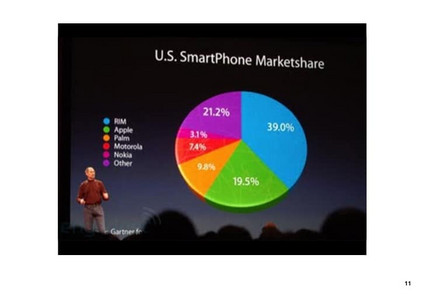 U.S. SmartPhone Marketshare
RIM
Apple
Palm
Motorola
Nokia
Other
21.2%
39.0%
3.1%
7.4%
9.8%
19.5%
Gartner
11